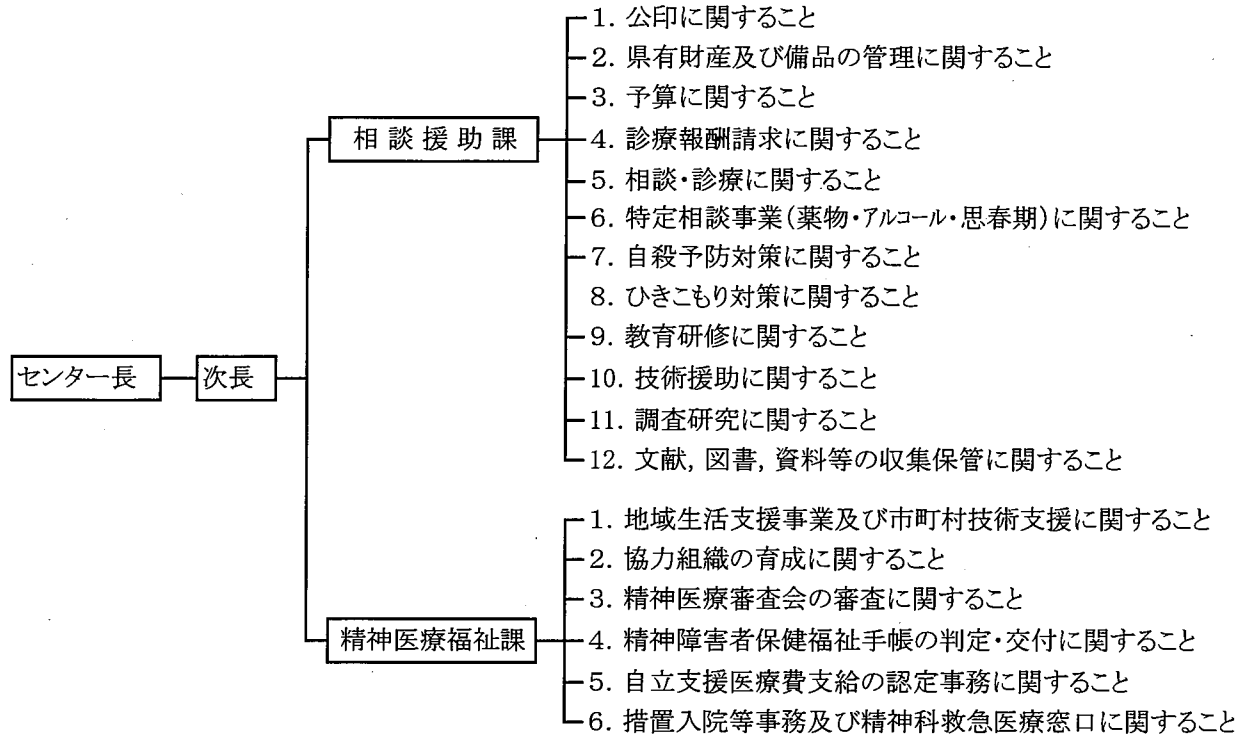 1. 公印に関すること
2. 県有財産及び備品の管理に関すること
3. 予算に関すること
相談援助課
4. 診療報酬請求に関すること
5. 相談・診療に関すること
6. 特定相談事業(薬物・アルコール・思春期)に関すること
7. 自殺予防対策に関すること
8. ひきこもり対策に関すること
9. 教育研修に関すること
センター長
次長
10. 技術援助に関すること
11. 調査研究に関すること
12. 文献, 図書, 資料等の収集保管に関すること
1. 地域生活支援事業及び市町村技術支援に関すること
2. 協力組織の育成に関すること
3. 精神医療審査会の審査に関すること
精神医療福祉課
4. 精神障害者保健福祉手帳の判定・交付に関すること
5. 自立支援医療費支給の認定事務に関すること
6. 措置入院等事務及び精神科救急医療窓口に関すること